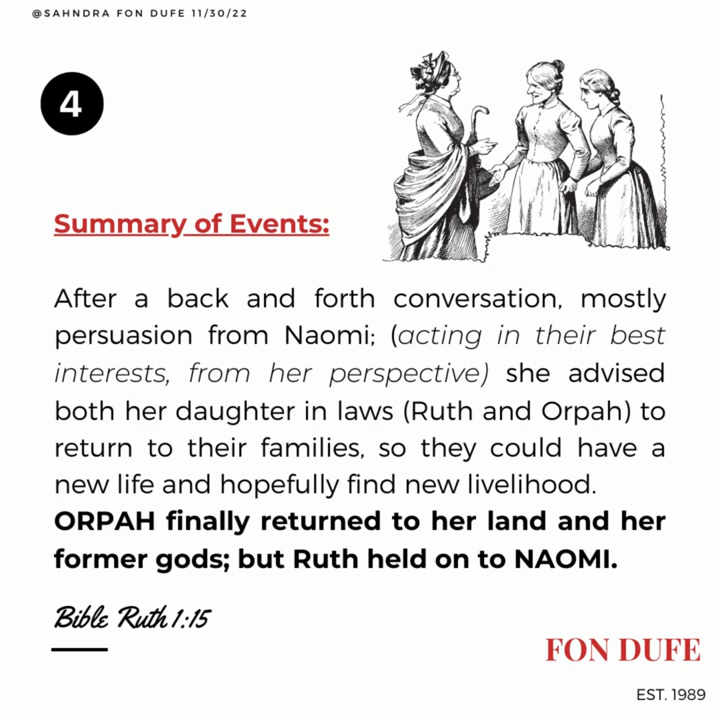 @SAHNDRA FON DUFE 11/30/22
4
Summary of Events:
After a back and forth conversation, mostly
persuasion from Naomi; (acting in their best
interests, from her perspective) she advised
both her daughter in laws (Ruth and Orpah) to
return to their families, so they could have a
new life and hopefully find new livelihood.
ORPAH finally returned to her land and her
former gods; but Ruth held on to NAOMI.
Bible Ruth 1:15
FON DUFE
EST. 1989